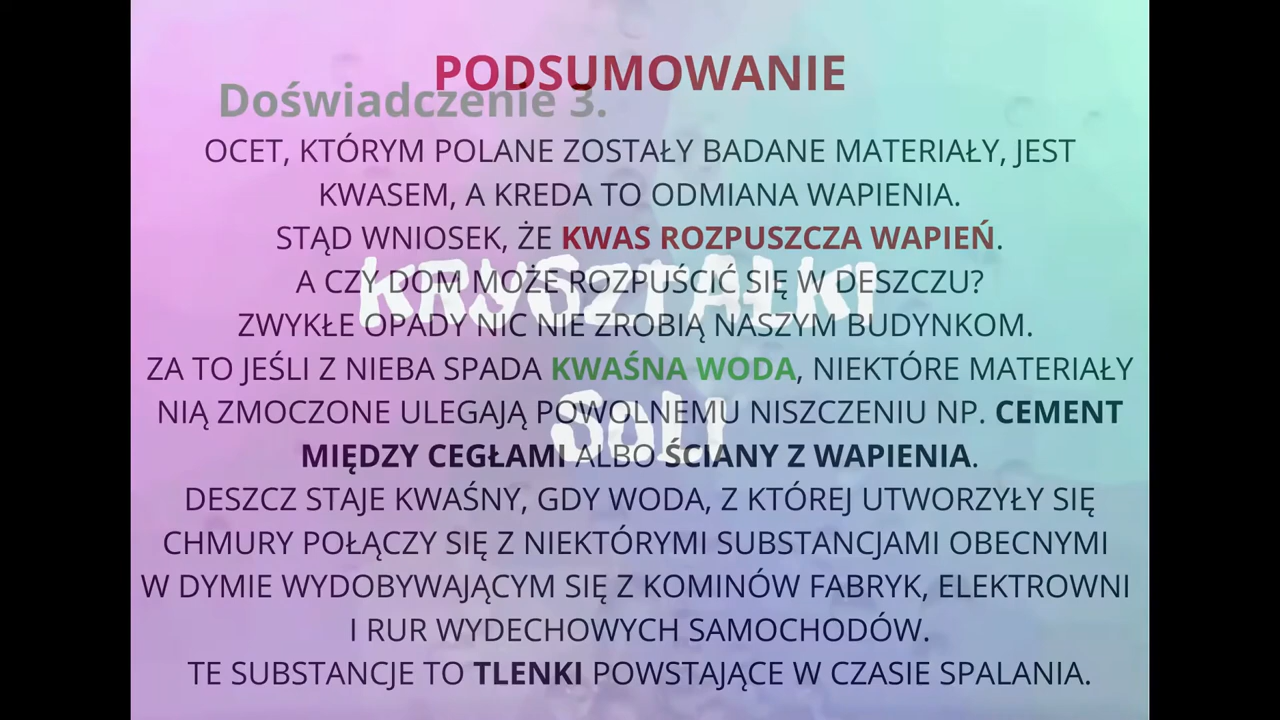 PODSUMOWANIE
Doświadczenie 3.
OCET, KTÓRYM POLANE ZOSTAŁY BADANE MATERIAŁY, JEST
KWASEM, A KREDA TO ODMIANA WAPIENIA.
STĄD WNIOSEK, ŻE KWAS ROZPUSZCZA WAPIEŃ.
KRYSZTAŁKI
A CZY DOM MOŻE ROZPUŚCIĆ SIĘ W DESZCZU?
ZWYKŁE OPADY NIC NIE ZROBIĄ NASZYM BUDYNKOM.
ZA TO JEŚLI Z NIEBA SPADA KWAŚNA WODA, NIEKTÓRE MATERIAŁY
NIĄ ZMOCZONE ULEGAJĄ POWOLNEMU NISZCZENIU NP. CEMENT
SOLI
MIĘDZY CEGŁAMI ALBO ŚCIANY Z WAPIENIA.
DESZCZ STAJE KWAŚNY, GDY WODA, Z KTÓREJ UTWORZYŁY SIĘ
CHMURY POŁĄCZY SIĘ Z NIEKTÓRYMI SUBSTANCJAMI OBECNYMI
W DYMIE WYDOBYWAJĄCYM SIĘ Z KOMINÓW FABRYK, ELEKTROWNI
I RUR WYDECHOWYCH SAMOCHODÓW.
TE SUBSTANCJE TO TLENKI POWSTAJĄCE W CZASIE SPALANIA.